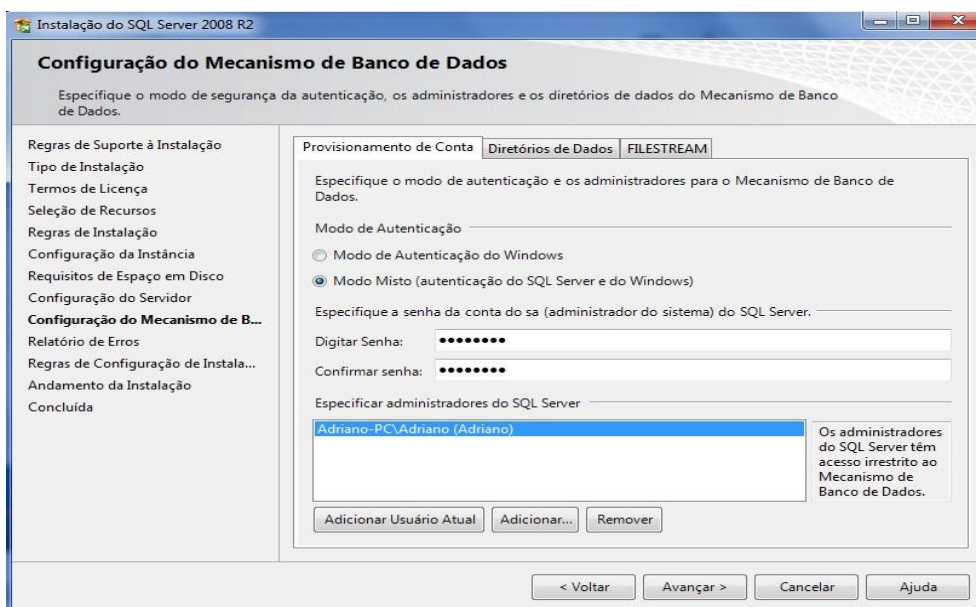 Instalação do SQL Server 2008 R2
Configuração do Mecanismo de Banco de Dados
Especifique o modo de segurança da autenticação, os administradores e os diretórios de dados do Mecanismo de Banco
de Dados.
Regras de Suporte à Instalação
Tipo de Instalação
Termos de Licença
Seleção de Recursos
Regras de Instalação
Configuração da Instância
Requisitos de Espaço em Disco
Configuração do Servidor
Configuração do Mecanismo de B...
Relatório de Erros
Regras de Configuração de Instala...
Andamento da Instalação
Concluída
Provisionamento de Conta
Diretórios de Dados
FILESTREAM
Especifique o modo de autenticação e os administradores para o Mecanismo de Banco de
Dados.
Modo de Autenticação
Modo de Autenticação do Windows
Modo Misto (autenticação do SQL Server e do Windows)
Especifique a senha da conta do sa (administrador do sistema) do SQL Server.
Digitar Senha: ●●●●●●●●
Confirmar senha: ●●●●●●●●
Especificar administradores do SQL Server
Adriano-PC\Adriano (Adriano)
Os administradores
do SQL Server têm
acesso irrestrito ao
Mecanismo de
Banco de Dados.
Adicionar Usuário Atual
Adicionar...
Remover
< Voltar
Avançar >
Cancelar
Ajuda